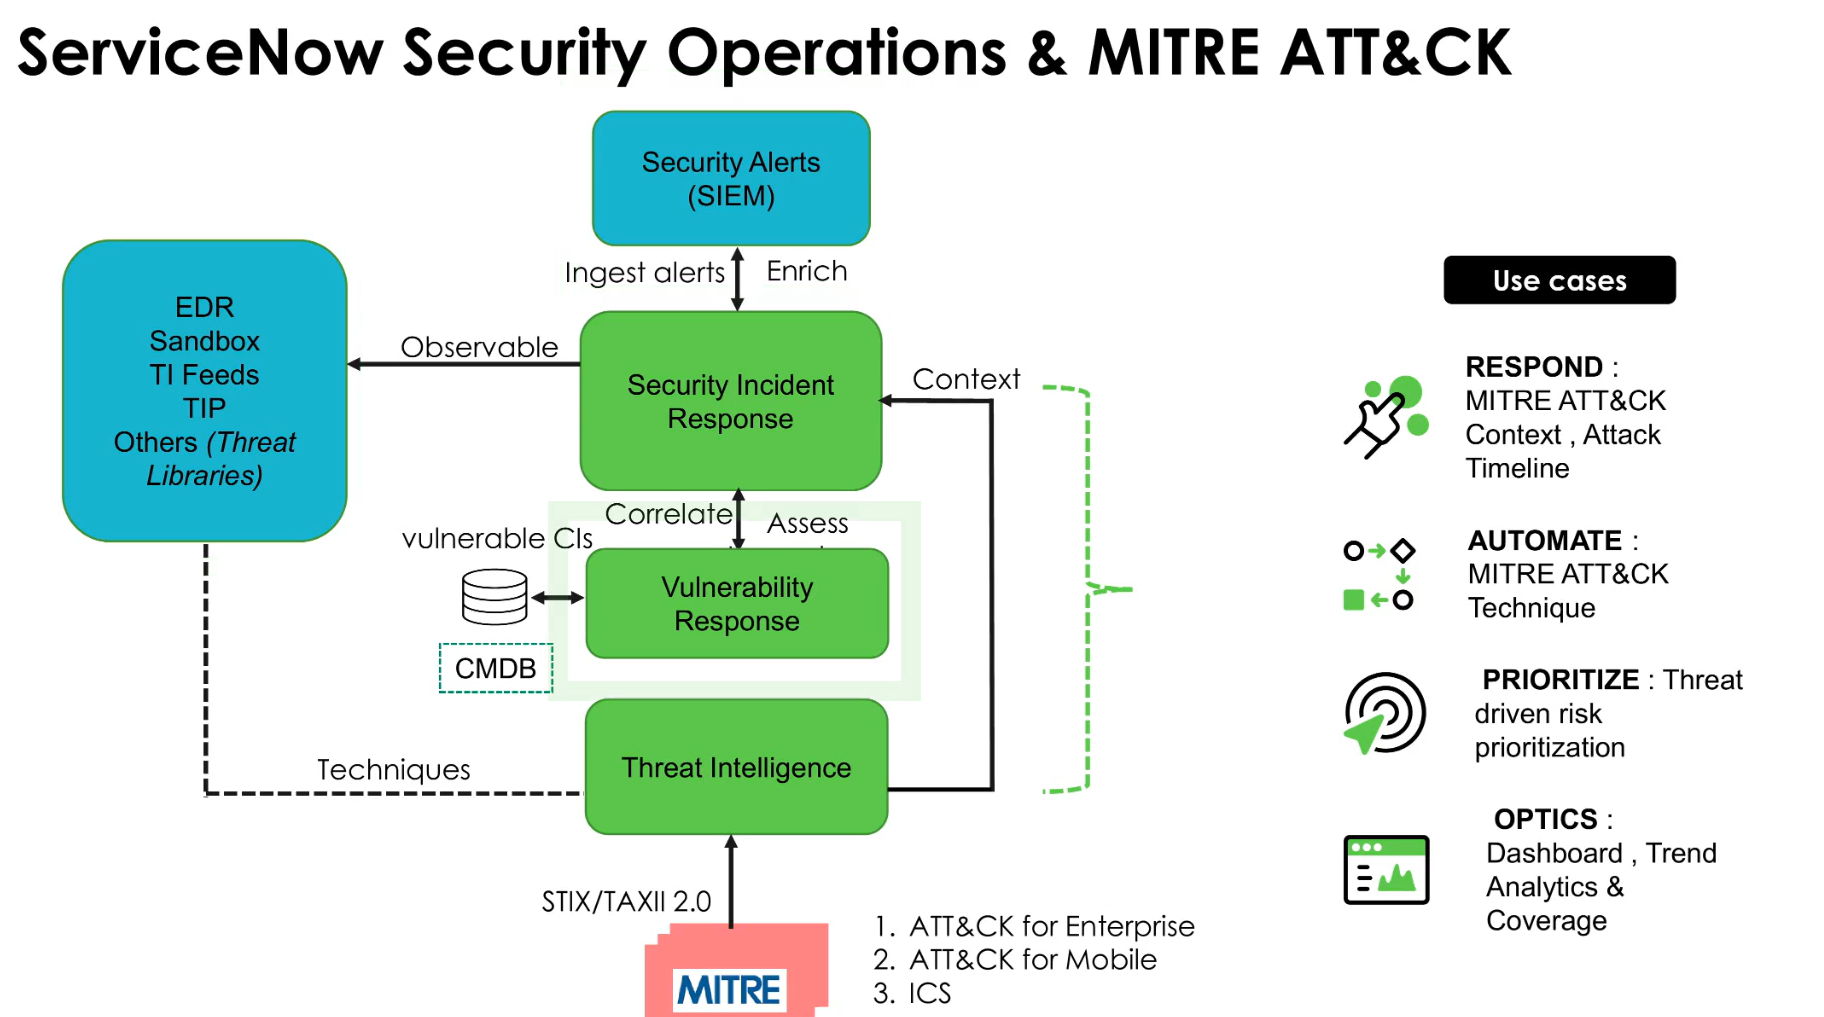 ServiceNow Security Operations & MITRE ATT&CK
Security Alerts
(SIEM)
Ingest alerts
Enrich
EDR
Sandbox
TI Feeds
TIP
Others (Threat
Libraries)
Observable
Security Incident
Response
Context
Correlate
Assess
vulnerable CIs
Vulnerability
Response
CMDB
Techniques
Threat Intelligence
STIX/TAXII 2.0
MITRE
1. ATT&CK for Enterprise
2. ATT&CK for Mobile
3. ICS
Use cases
RESPOND :
MITRE ATT&CK
Context , Attack
Timeline
AUTOMATE :
MITRE ATT&CK
Technique
PRIORITIZE : Threat
driven risk
prioritization
OPTICS :
Dashboard , Trend
Analytics &
Coverage